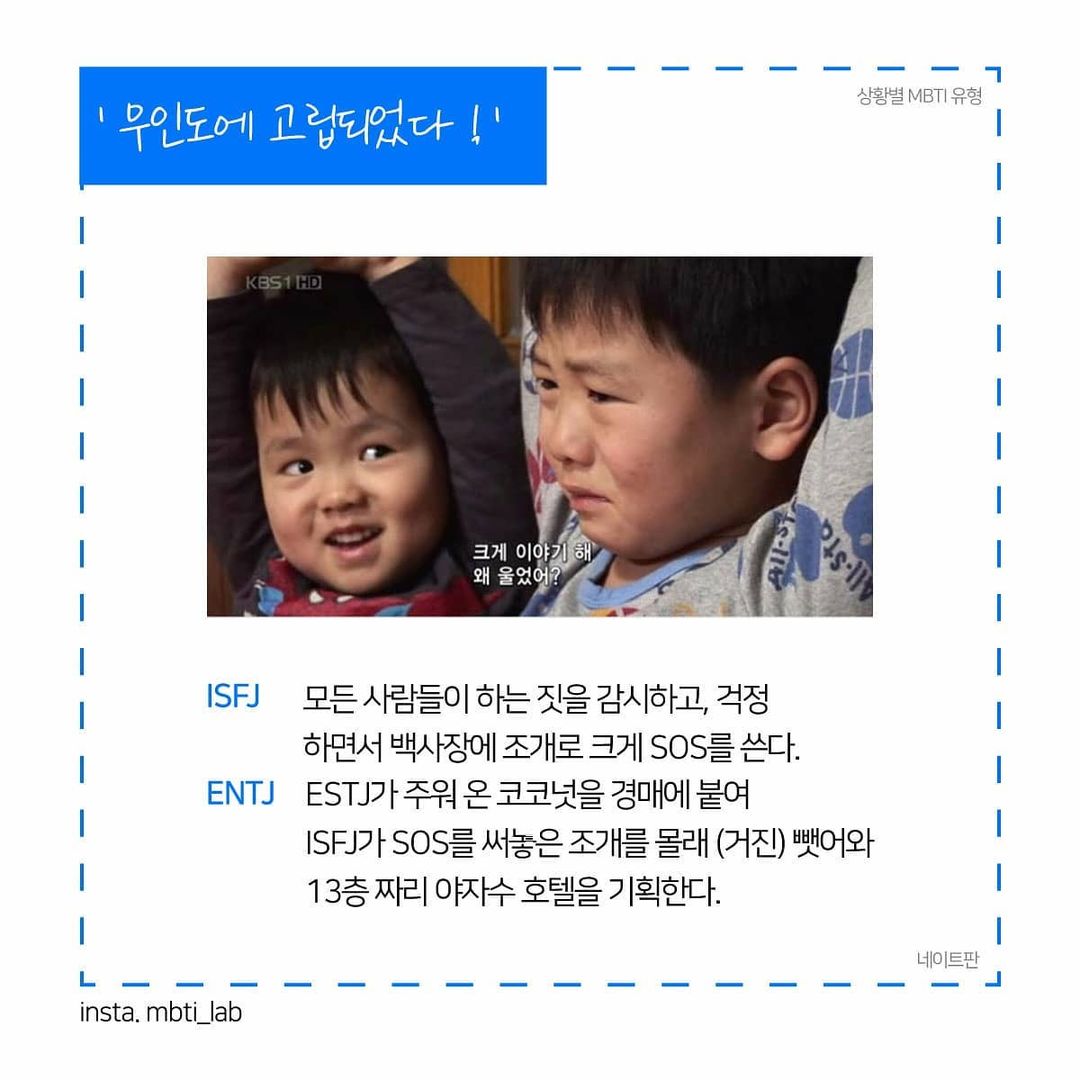 ' 무인도에 고립되었다 ! '
상황별 MBTI 유형
KBS1 HD
크게 이야기 해
왜 울었어?
All·sta
All·sta
ISFJ 모든 사람들이 하는 짓을 감시하고, 걱정
하면서 백사장에 조개로 크게 SOS를 쓴다.
ENTJ ESTJ가 주워 온 코코넛을 경매에 붙여
ISFJ가 SOS를 써놓은 조개를 몰래 (거진) 뺏어와
13층 짜리 야자수 호텔을 기획한다.
네이트판
insta. mbti_lab